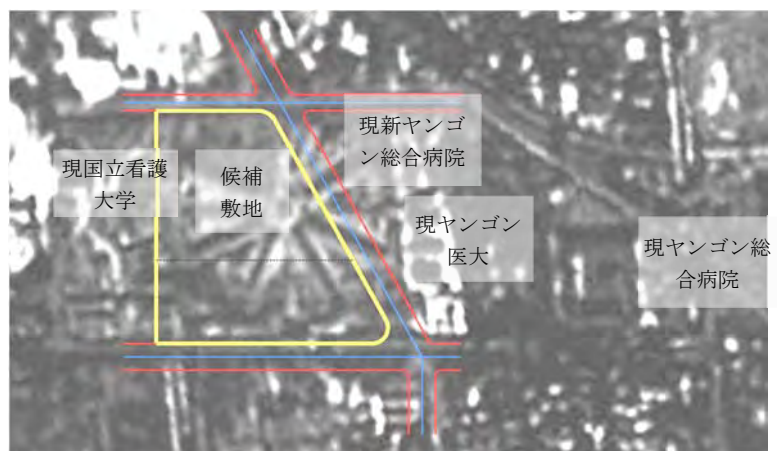 現新ヤンゴ
ン総合病院
現国立看護
大学
候補
敷地
現ヤンゴン
医大
現ヤンゴン総
合病院